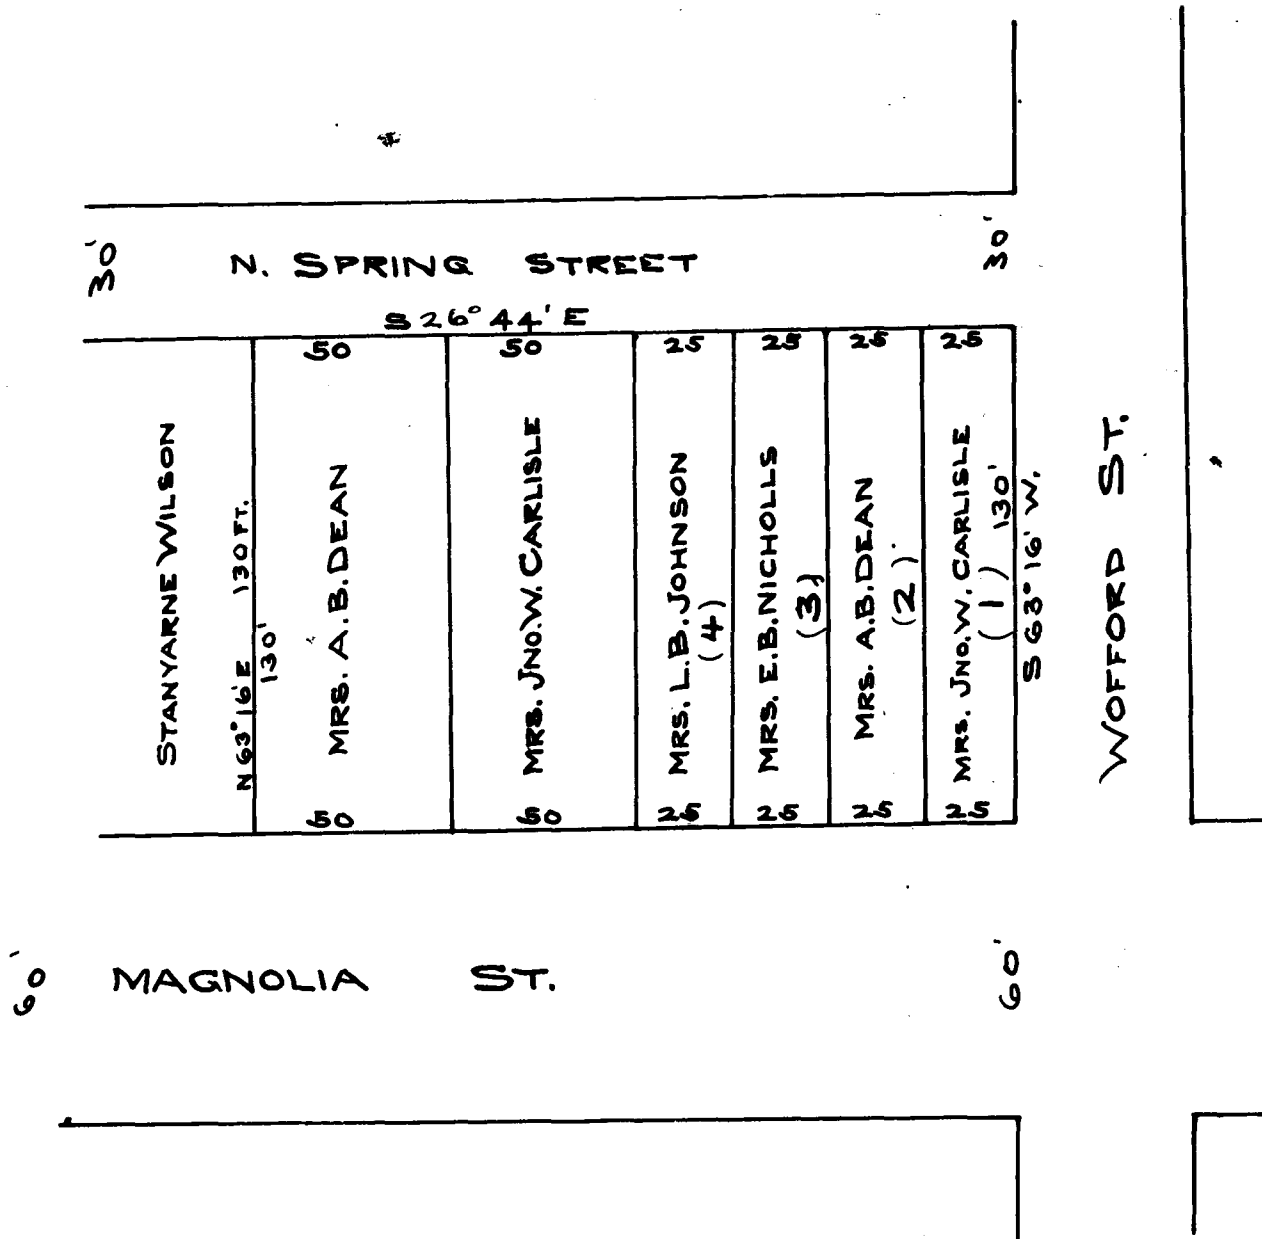 30'
30'
N. SPRING STREET
S 26° 44' E
50
50
25
25
25
25
STANYARNE WILSON
N 63° 16' E 130 FT.
130'
MRS. A.B. DEAN
MRS. JNO. W. CARLISLE
MRS. L.B. JOHNSON
(4)
MRS. E.B. NICHOLLS
(3)
MRS. A.B. DEAN
(2)
MRS. JNO. W. CARLISLE
(1) 130'
S 63° 16' W.
WOFFORD ST.
50
50
25
25
25
25
60'
MAGNOLIA ST.
60'